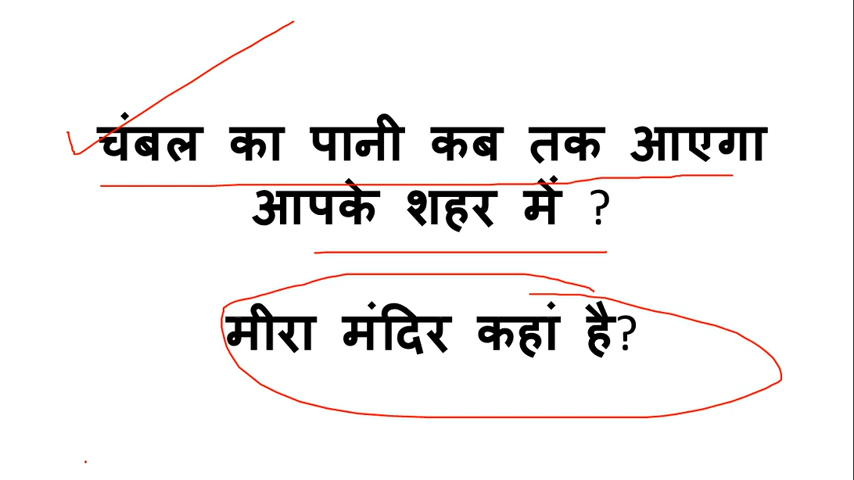 चंबल का पानी कब तक आएगा
आपके शहर में ?
मीरा मंदिर कहां है?